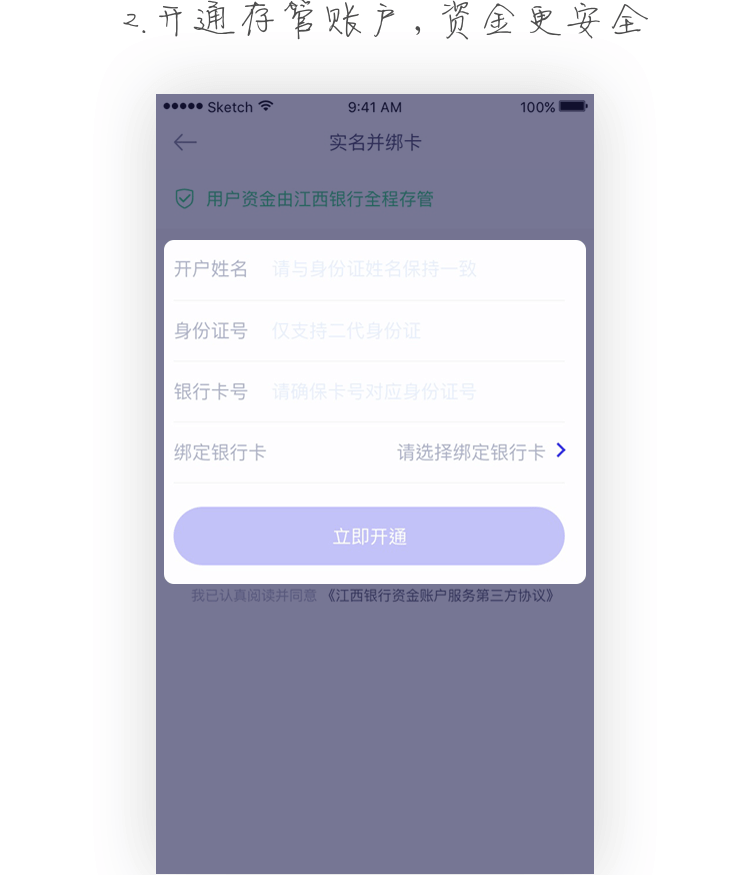 2.开通存管账户,资金更安全
Sketch 9:41 AM 100%
实名并绑卡
用户资金由江西银行全程存管
开户姓名 请与身份证姓名保持一致
身份证号 仅支持二代身份证
银行卡号 请确保卡号对应身份证号
绑定银行卡 请选择绑定银行卡
立即开通
我已认真阅读并同意 《江西银行资金账户服务第三方协议》